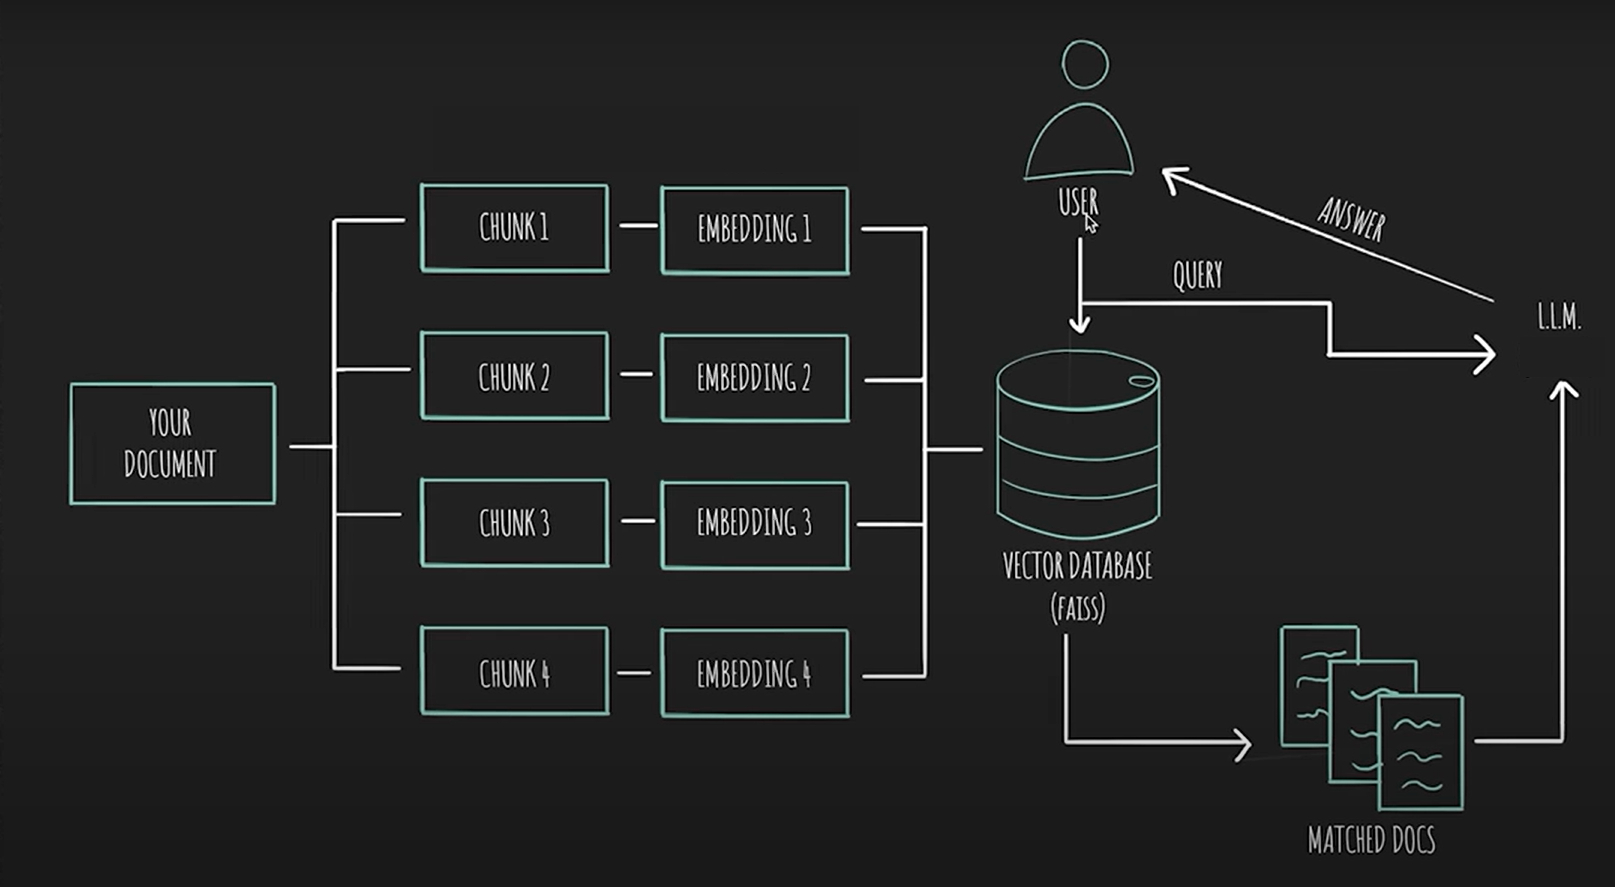 YOUR
DOCUMENT
CHUNK 1
EMBEDDING 1
CHUNK 2
EMBEDDING 2
CHUNK 3
EMBEDDING 3
CHUNK 4
EMBEDDING 4
USER
ANSWER
QUERY
L.L.M.
VECTOR DATABASE
(FAISS)
MATCHED DOCS